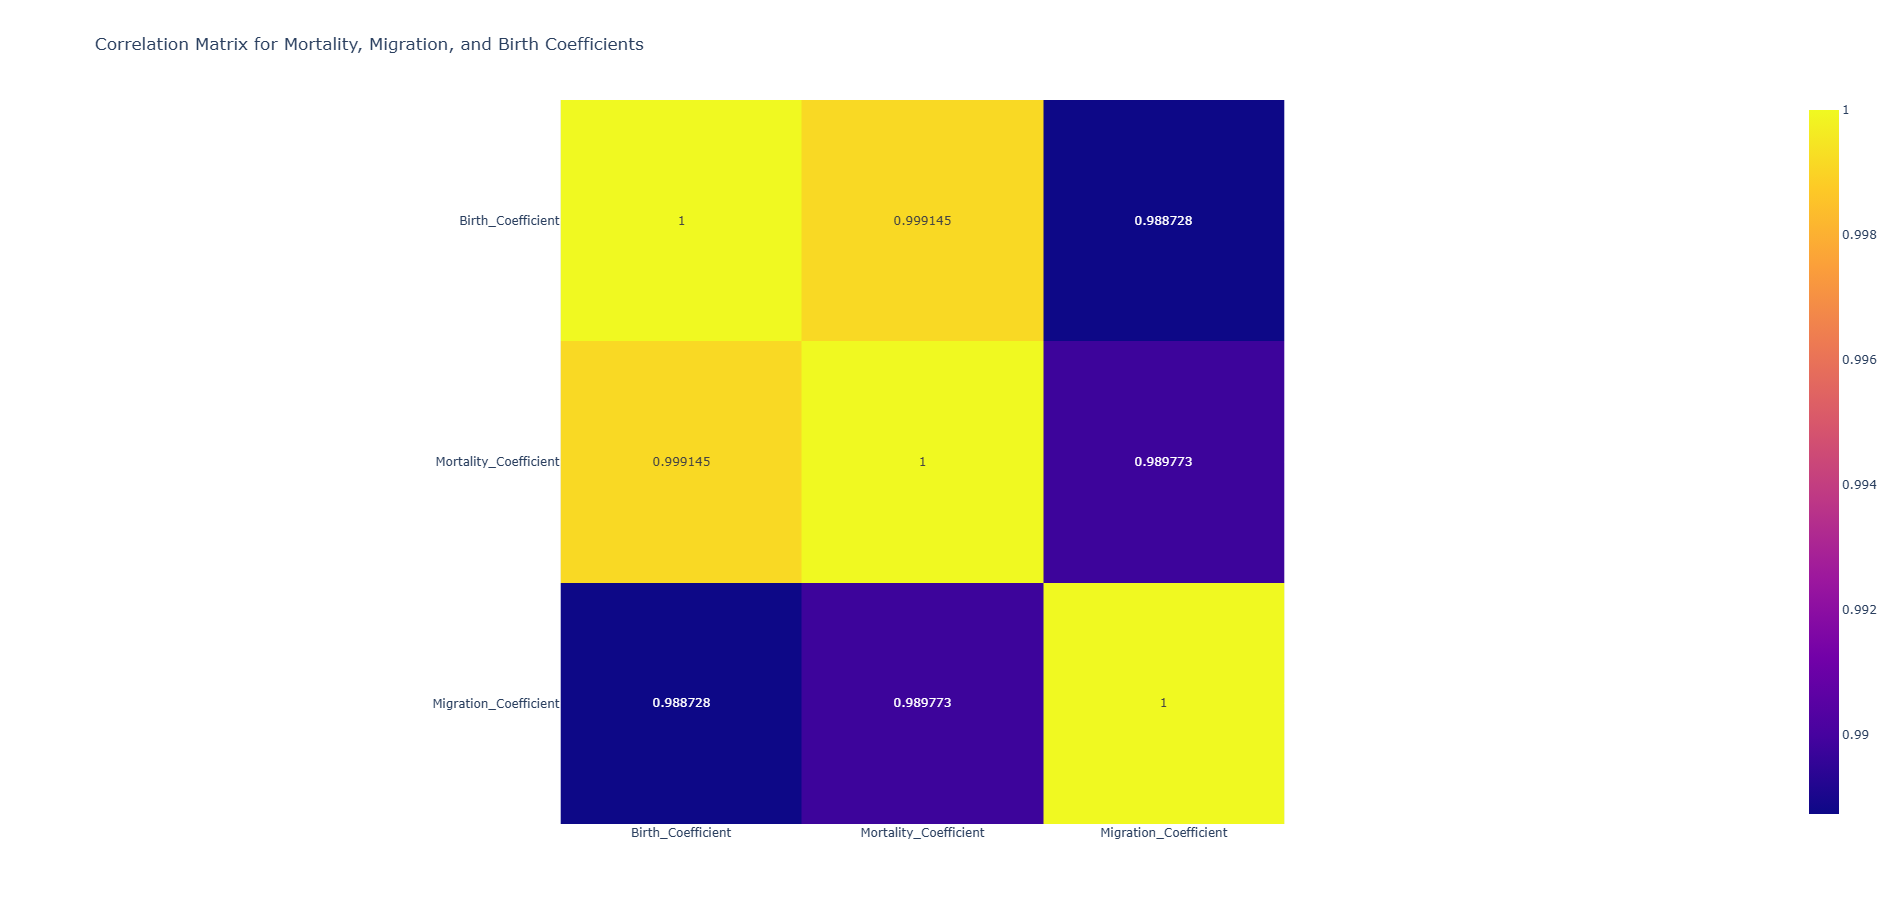 Correlation Matrix for Mortality, Migration, and Birth Coefficients
1
Birth_Coefficient
1
0.999145
0.988728
0.998
0.996
Mortality_Coefficient
0.999145
1
0.989773
0.994
0.992
Migration_Coefficient
0.988728
0.989773
1
0.99
Birth_Coefficient
Mortality_Coefficient
Migration_Coefficient